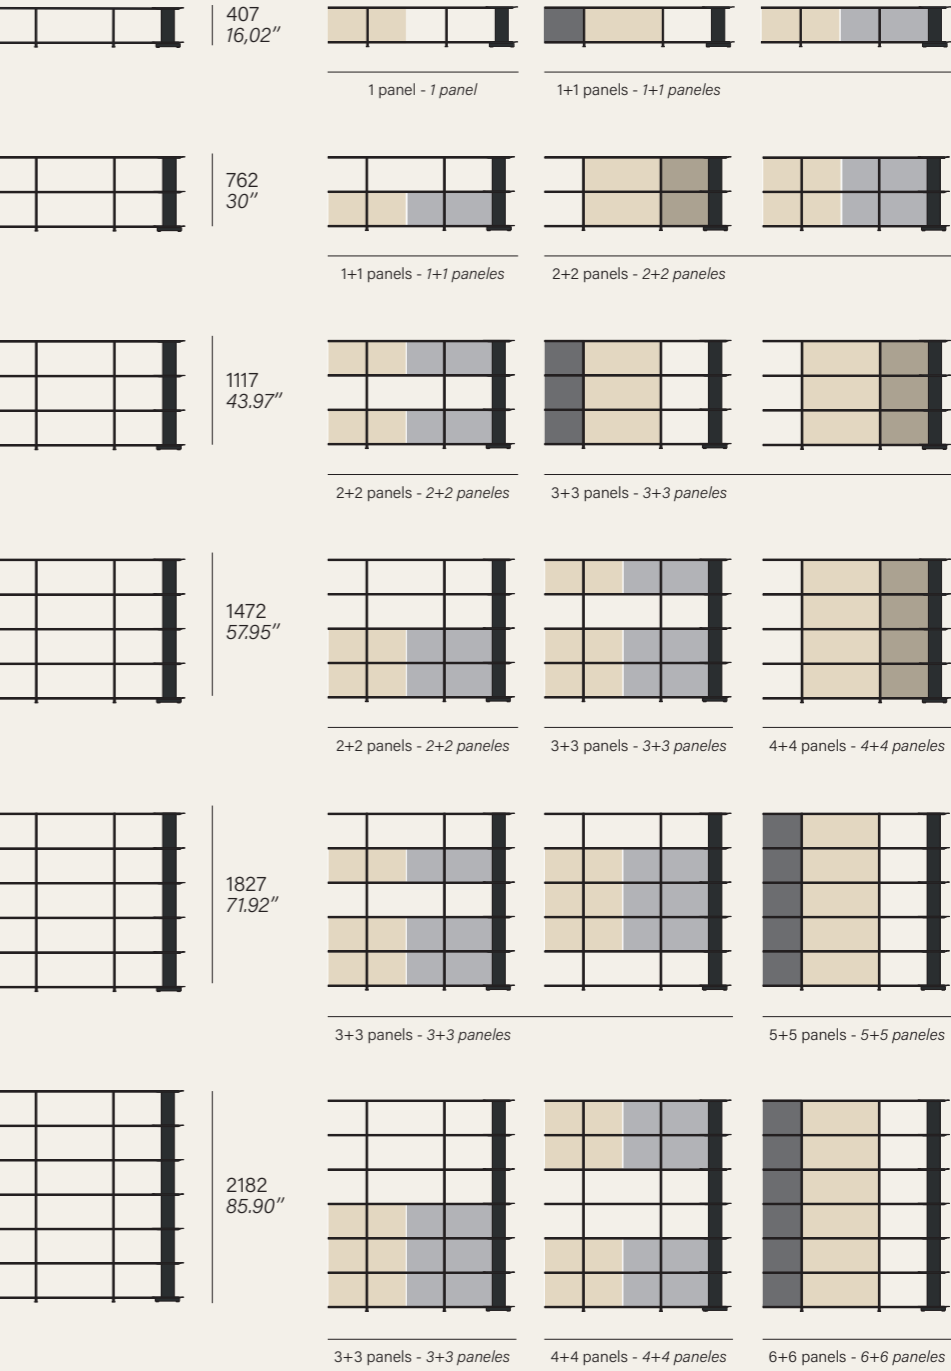 407
16,02″
1 panel - 1 panel
1+1 panels - 1+1 paneles
762
30″
1+1 panels - 1+1 paneles
2+2 panels - 2+2 paneles
1117
43.97″
2+2 panels - 2+2 paneles
3+3 panels - 3+3 paneles
1472
57.95″
2+2 panels - 2+2 paneles
3+3 panels - 3+3 paneles
4+4 panels - 4+4 paneles
1827
71.92″
3+3 panels - 3+3 paneles
5+5 panels - 5+5 paneles
2182
85.90″
3+3 panels - 3+3 paneles
4+4 panels - 4+4 paneles
6+6 panels - 6+6 paneles